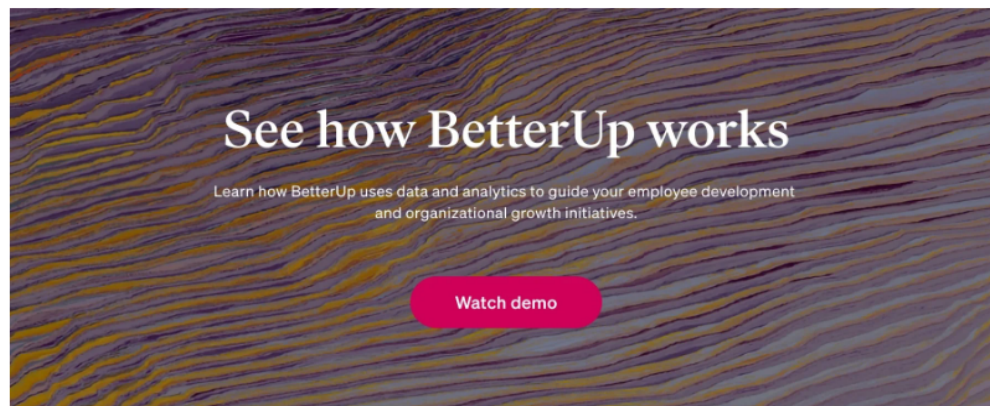 See how BetterUp works
Learn how BetterUp uses data and analytics to guide your employee development
and organizational growth initiatives.
Watch demo